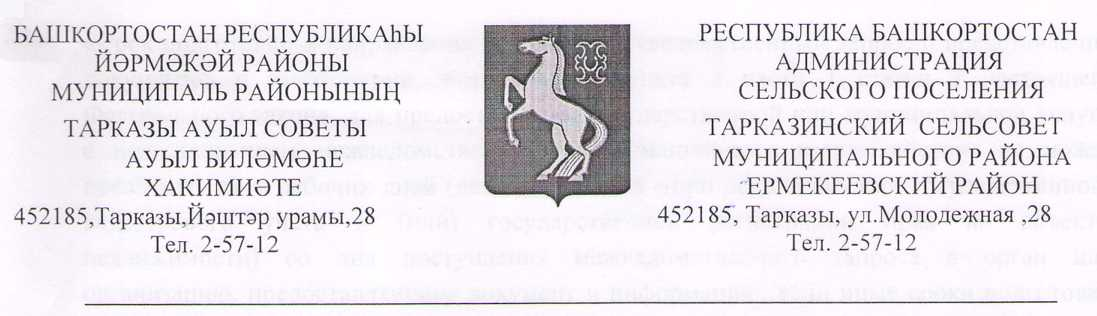 БАШКОРТОСТАН РЕСПУБЛИКАҺЫ
ЙӘРМӘКӘЙ РАЙОНЫ
МУНИЦИПАЛЬ РАЙОНЫНЫҢ
ТАРКАЗЫ АУЫЛ СОВЕТЫ
АУЫЛ БИЛӘМӘҺЕ
ХАКИМИӘТЕ
452185,Тарказы,Йәштәр урамы,28
Тел. 2-57-12
РЕСПУБЛИКА БАШКОРТОСТАН
АДМИНИСТРАЦИЯ
СЕЛЬСКОГО ПОСЕЛЕНИЯ
ТАРКАЗИНСКИЙ СЕЛЬСОВЕТ
МУНИЦИПАЛЬНОГО РАЙОНА
ЕРМЕКЕЕВСКИЙ РАЙОН
452185, Тарказы, ул.Молодежная ,28
Тел. 2-57-12